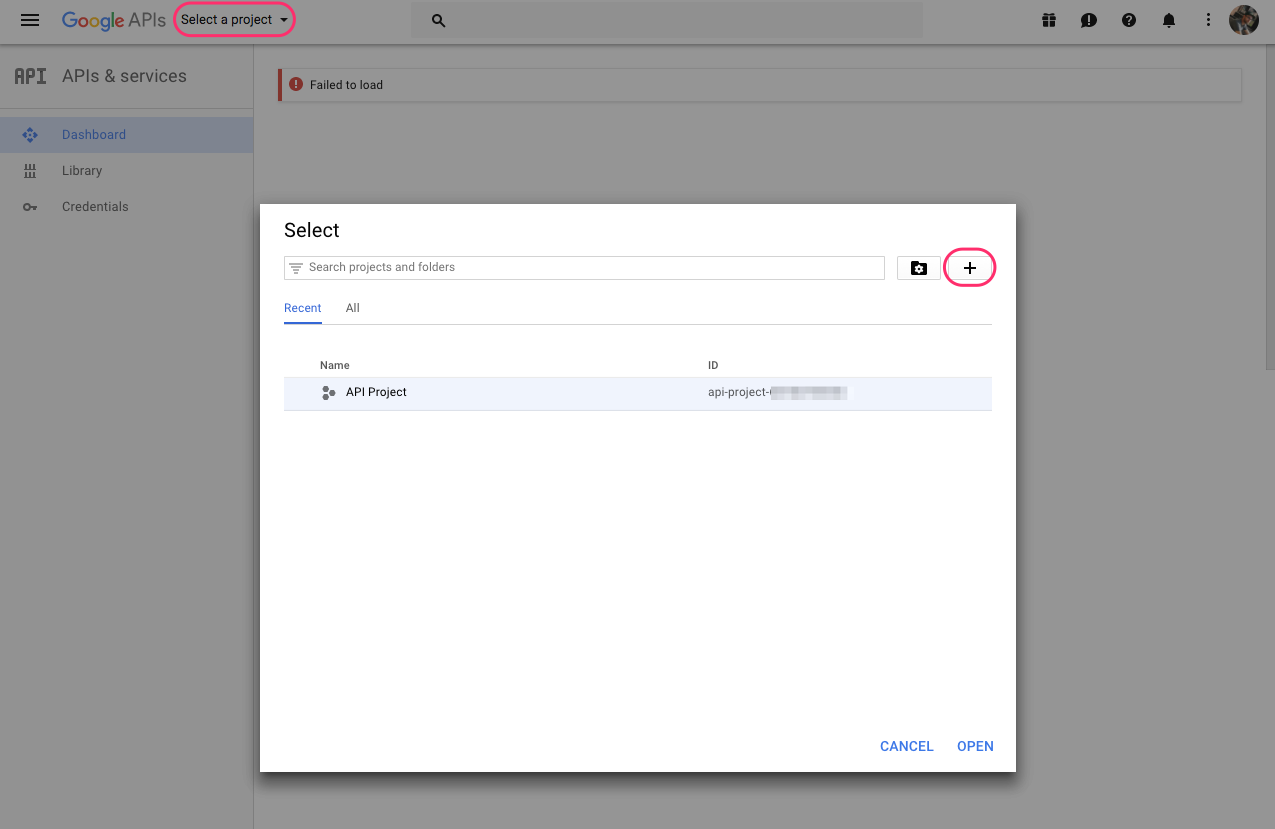 Google APIs Select a project
API APIs & services
Failed to load
Dashboard
Library
Credentials
Select
Search projects and folders
Recent All
Name ID
API Project api-project-
CANCEL OPEN